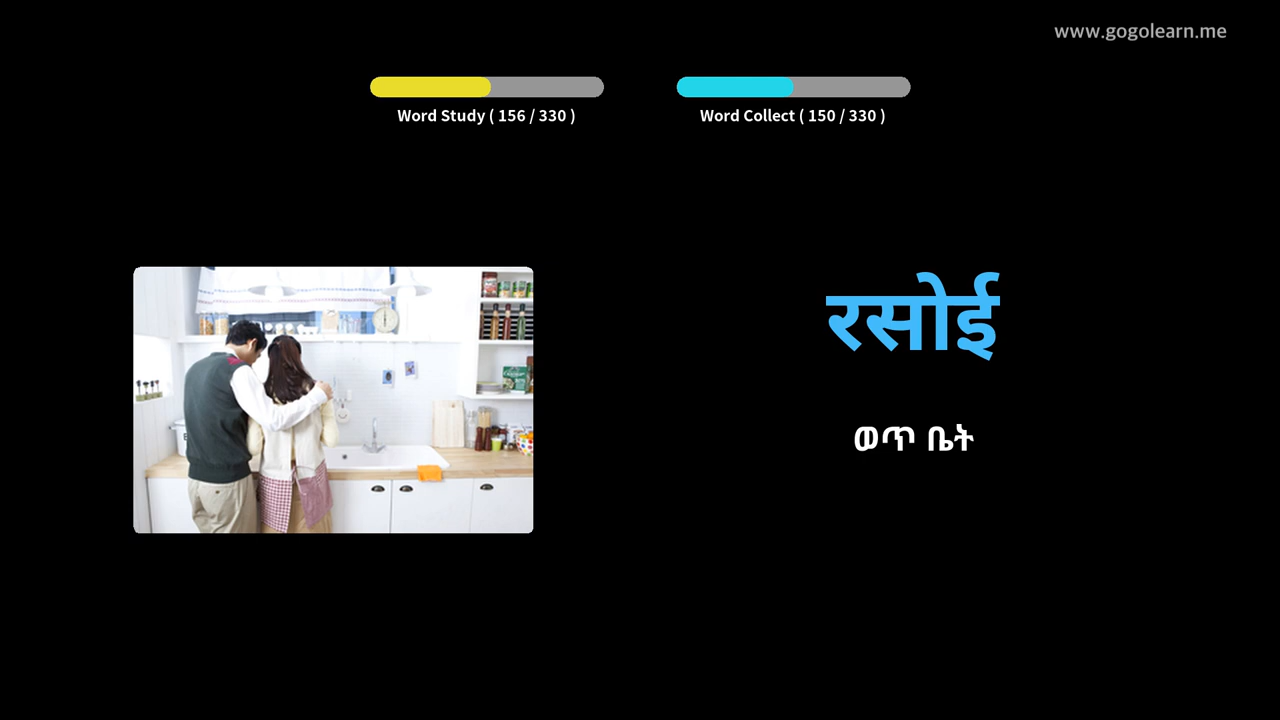 www.gogolearn.me
Word Study ( 156 / 330 )
Word Collect ( 150 / 330 )
रसोई
ወጥ ቤት